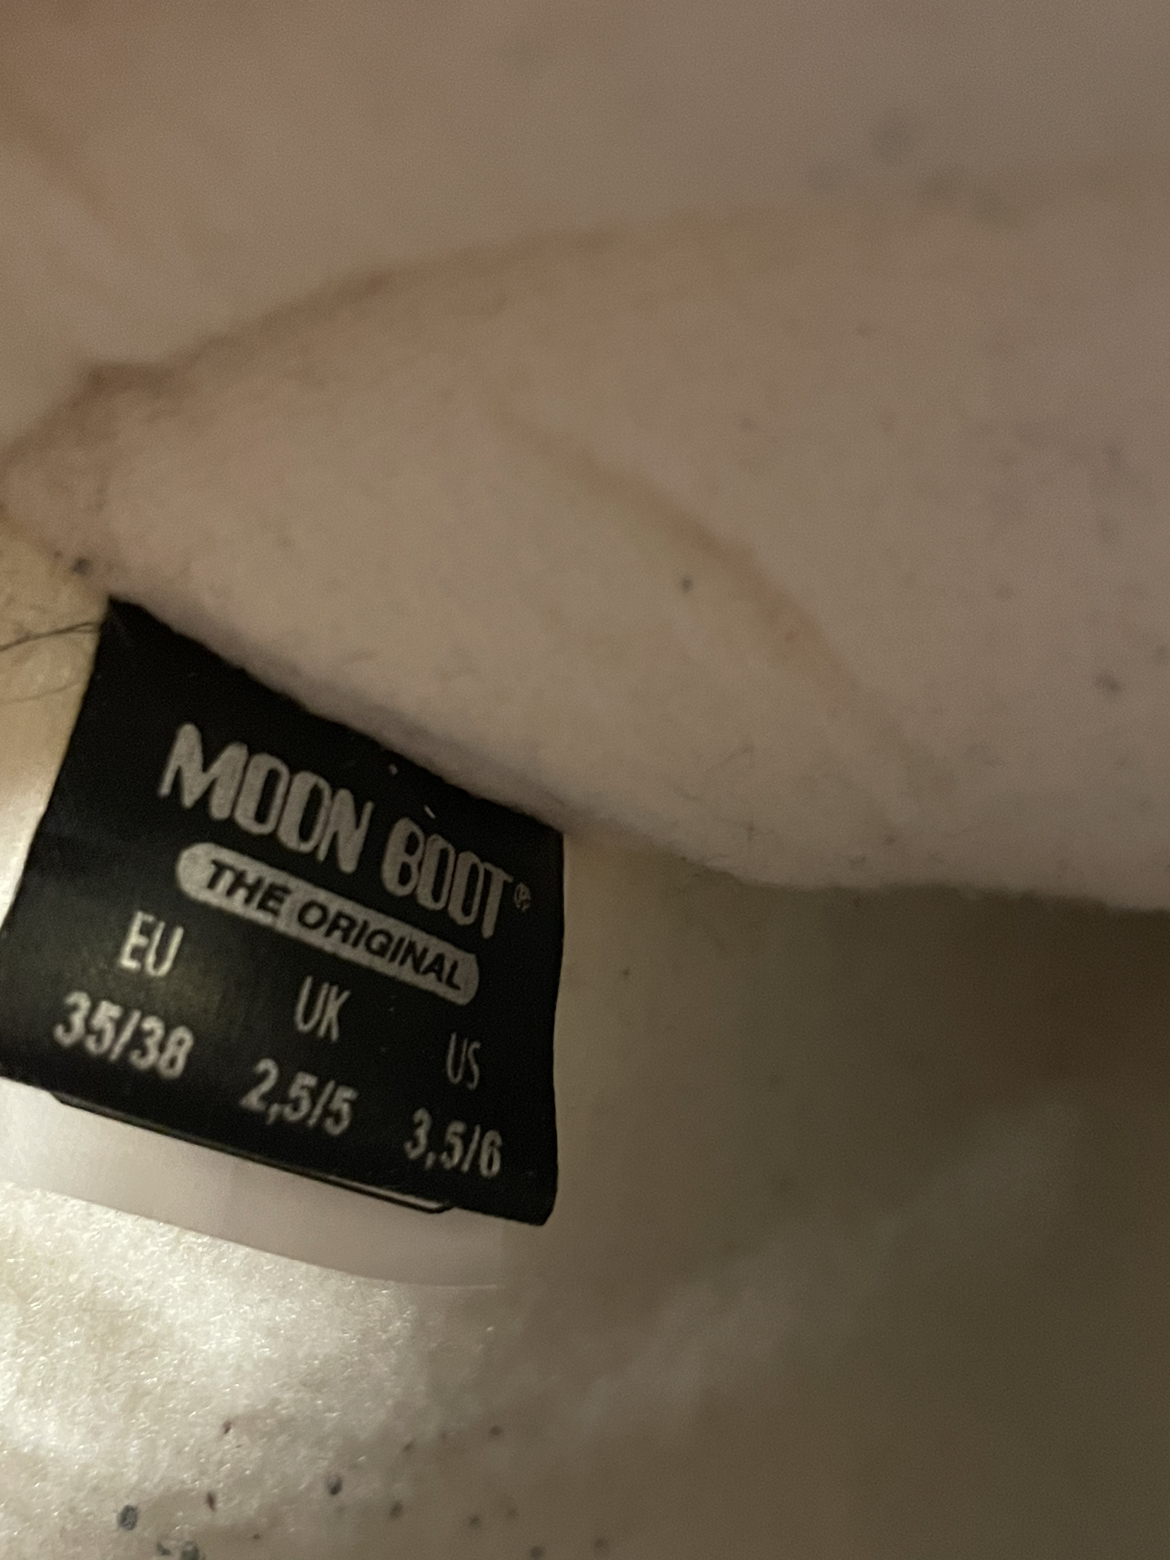 MOON BOOT®
THE ORIGINAL
EU UK US
35/38 2,5/5 3,5/6